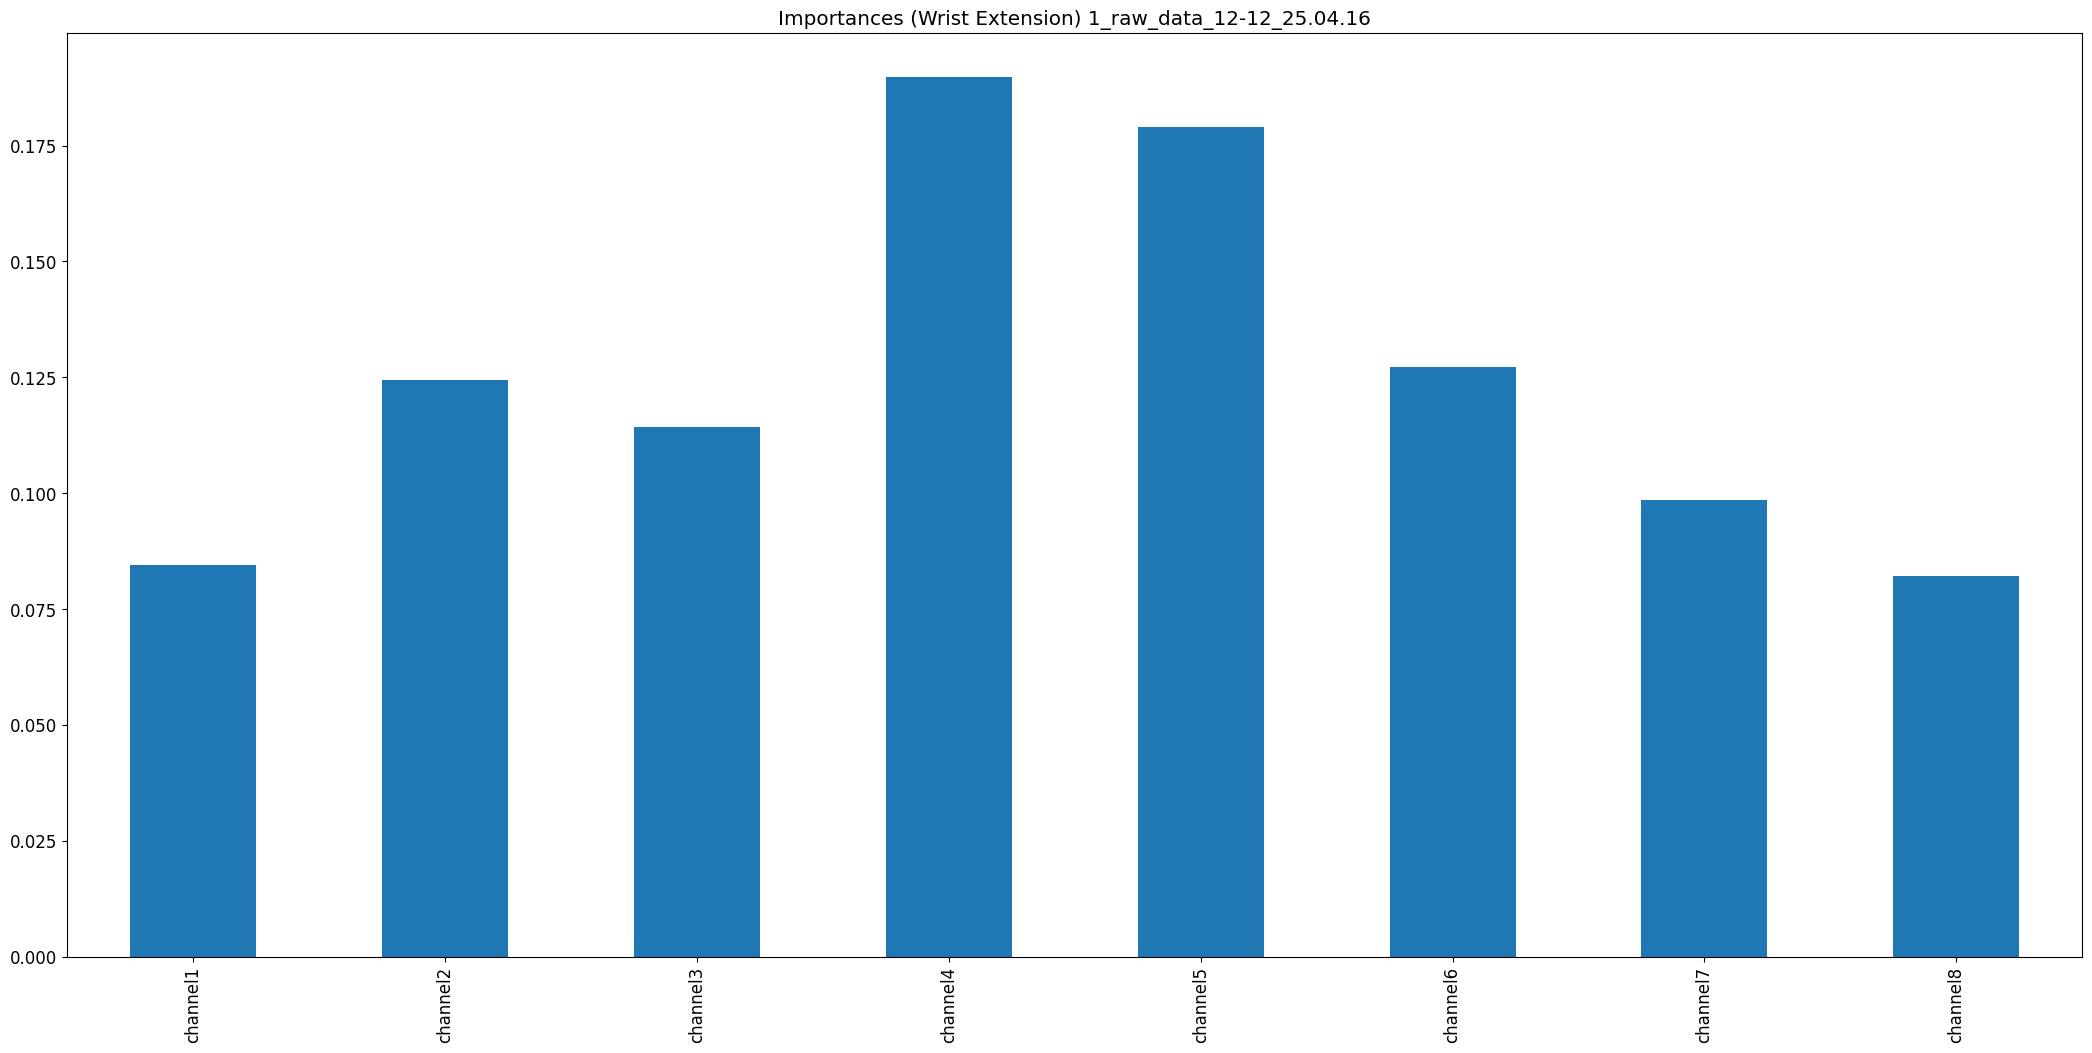 Importances (Wrist Extension) 1_raw_data_12-12_25.04.16
0.175
0.150
0.125
0.100
0.075
0.050
0.025
0.000
channel1
channel2
channel3
channel4
channel5
channel6
channel7
channel8